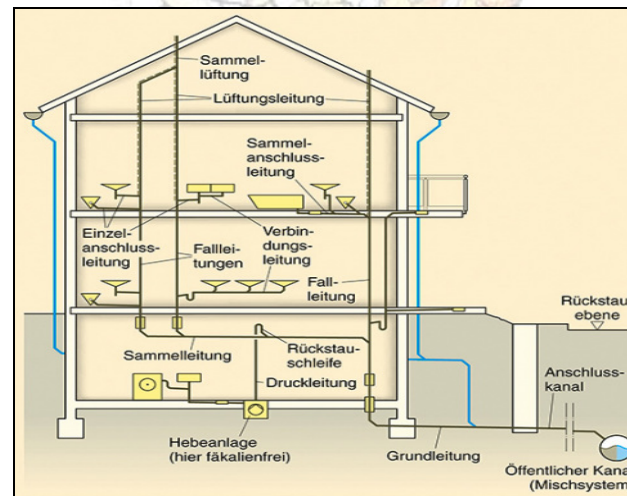 Sammel-
lüftung
Lüftungsleitung
Sammel-
anschluss-
leitung
Einzel-
anschluss-
leitung
Fallei-
tungen
Verbin-
dungs-
leitung
Fall-
leitung
Rückstau
ebene
Sammelleitung
Rückstau-
schleife
Druckleitung
Anschluss-
kanal
Hebeanlage
(hier fäkalienfrei)
Grundleitung
Öffentlicher Kana
(Mischsystem